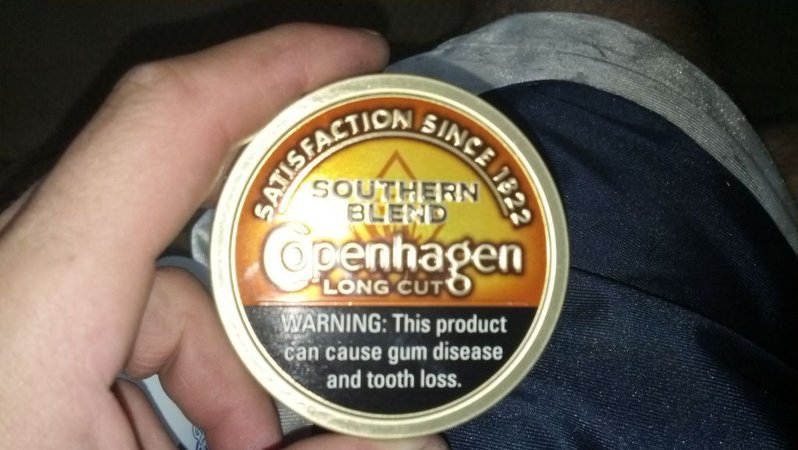 SATISFACTION SINCE 1822
SOUTHERN
BLEND
Copenhagen
LONG CUT
WARNING: This product
can cause gum disease
and tooth loss.